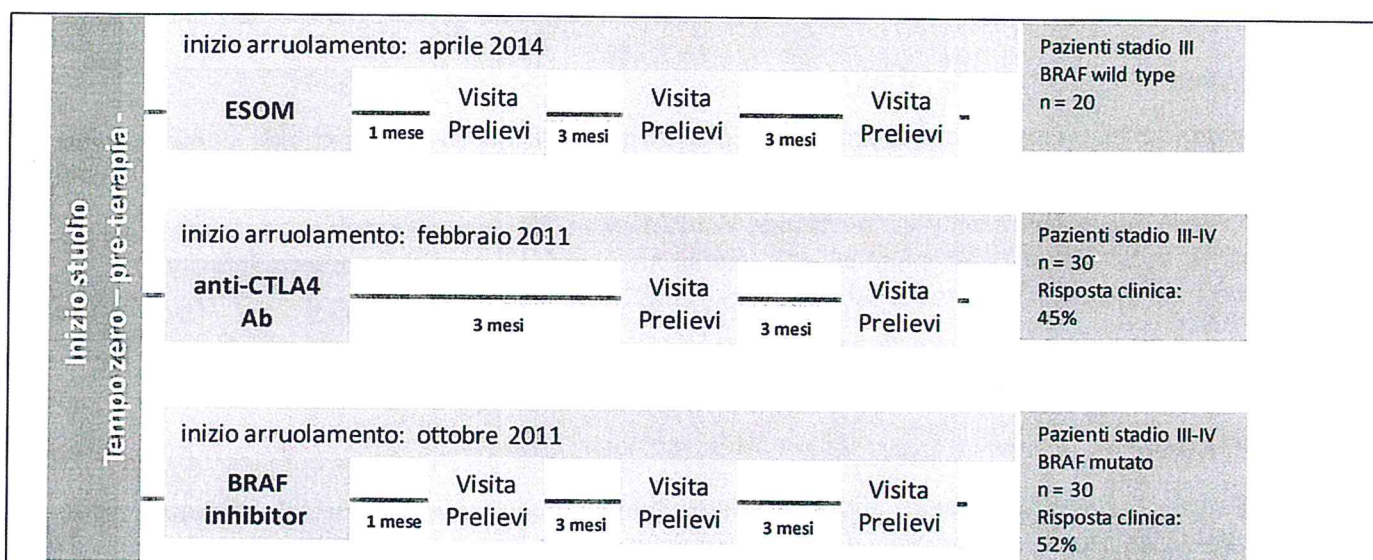 Inizio studio
Tempo zero – pre-terapia -
inizio arruolamento: aprile 2014
ESOM
1 mese
Visita
Prelievi
3 mesi
Visita
Prelievi
3 mesi
Visita
Prelievi
Pazienti stadio III
BRAF wild type
n = 20
inizio arruolamento: febbraio 2011
anti-CTLA4
Ab
3 mesi
Visita
Prelievi
3 mesi
Visita
Prelievi
Pazienti stadio III-IV
n = 30
Risposta clinica:
45%
inizio arruolamento: ottobre 2011
BRAF
inhibitor
1 mese
Visita
Prelievi
3 mesi
Visita
Prelievi
3 mesi
Visita
Prelievi
Pazienti stadio III-IV
BRAF mutato
n = 30
Risposta clinica:
52%